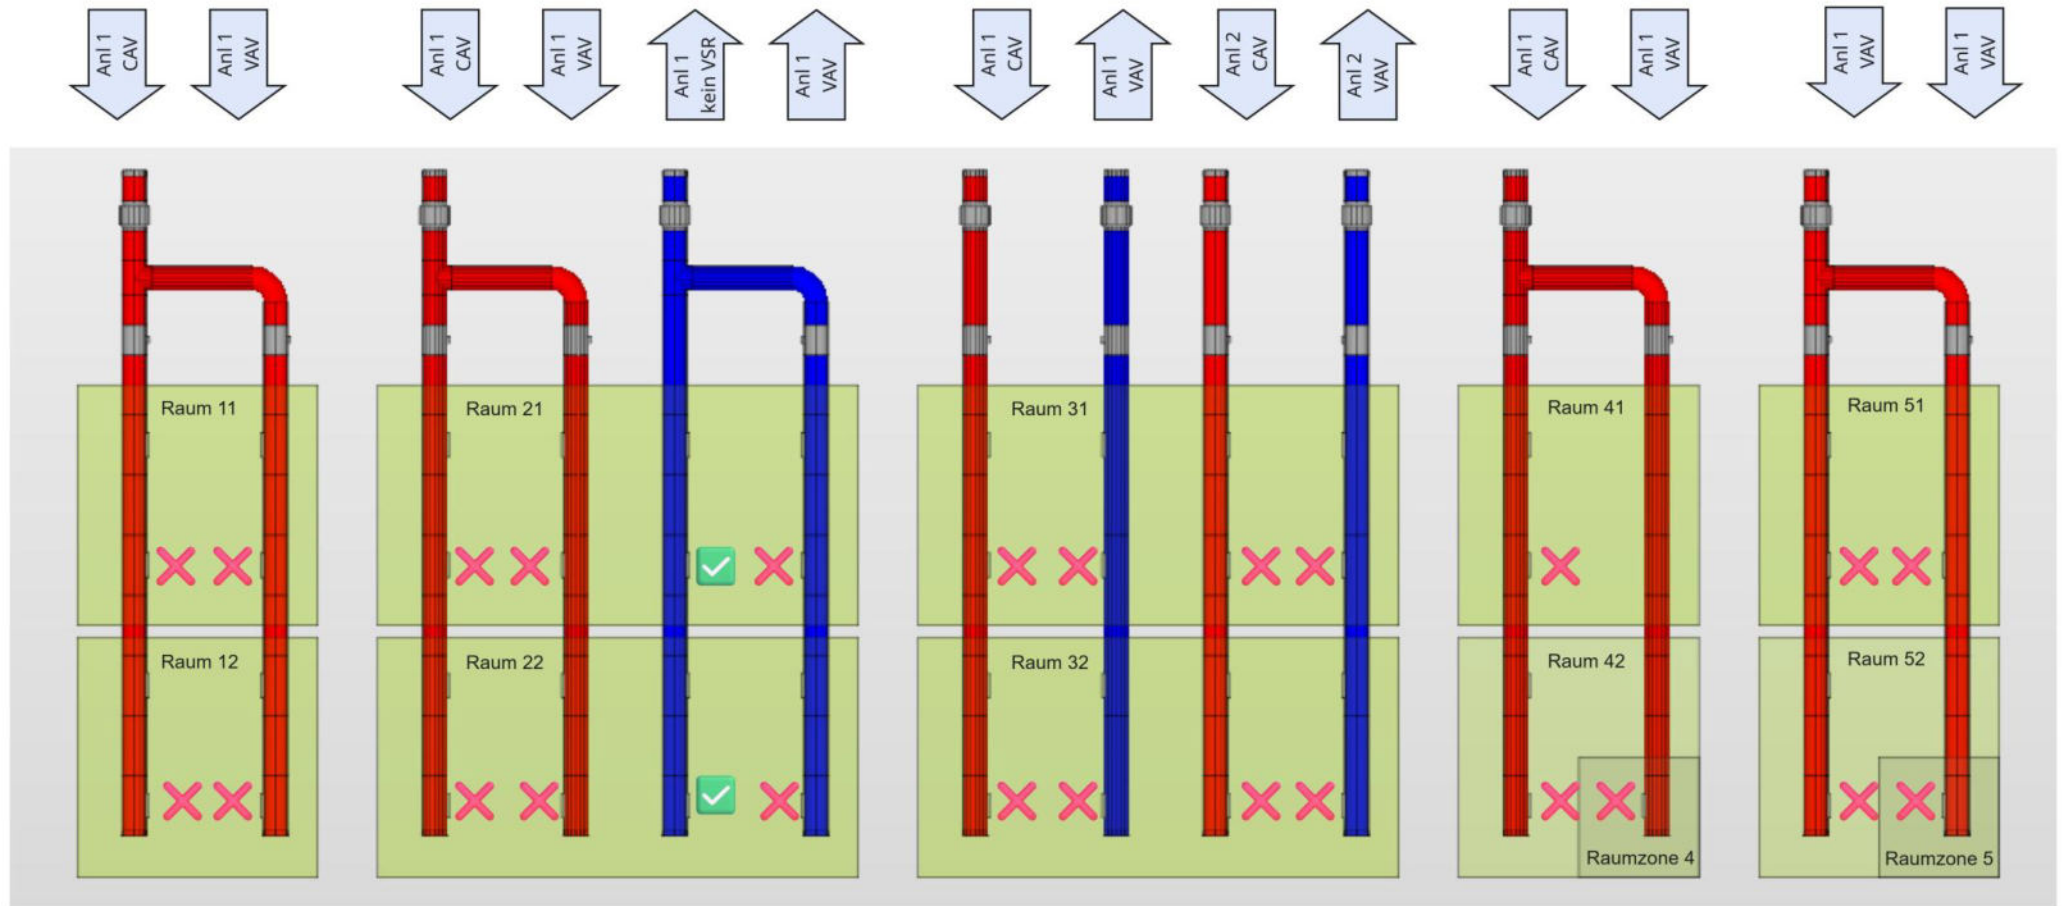 Anl 1
CAV
Anl 1
VAV
Anl 1
CAV
Anl 1
VAV
Anl 1
kein VSR
Anl 1
VAV
Anl 1
CAV
Anl 1
VAV
Anl 2
CAV
Anl 2
VAV
Anl 1
CAV
Anl 1
VAV
Anl 1
VAV
Anl 1
VAV
Raum 11
Raum 21
Raum 31
Raum 41
Raum 51
Raum 12
Raum 22
Raum 32
Raum 42
Raum 52
Raumzone 4
Raumzone 5